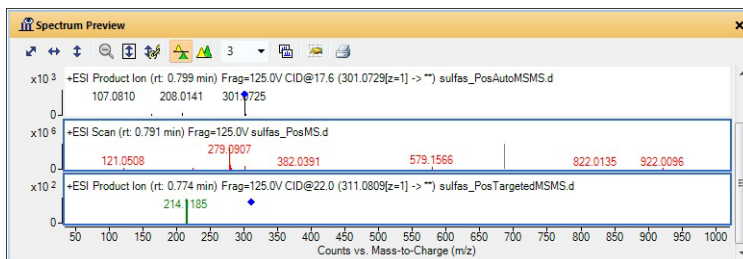 Spectrum Preview
3
x10 3
+ESI Product Ion (rt: 0.799 min) Frag=125.0V CID@17.6 (301.0729[z=1] -> **) sulfas_PosAutoMSMS.d
107.0810 208.0141 301.0725
0
x10 6
+ESI Scan (rt: 0.791 min) Frag=125.0V sulfas_PosMS.d
279.0907
121.0508 382.0391 579.1566 822.0135 922.0096
0
x10 2
+ESI Product Ion (rt: 0.774 min) Frag=125.0V CID@22.0 (311.0809[z=1] -> **) sulfas_PosTargetedMSMS.d
214.1185
0
50 100 150 200 250 300 350 400 450 500 550 600 650 700 750 800 850 900 950 1000
Counts vs. Mass-to-Charge (m/z)